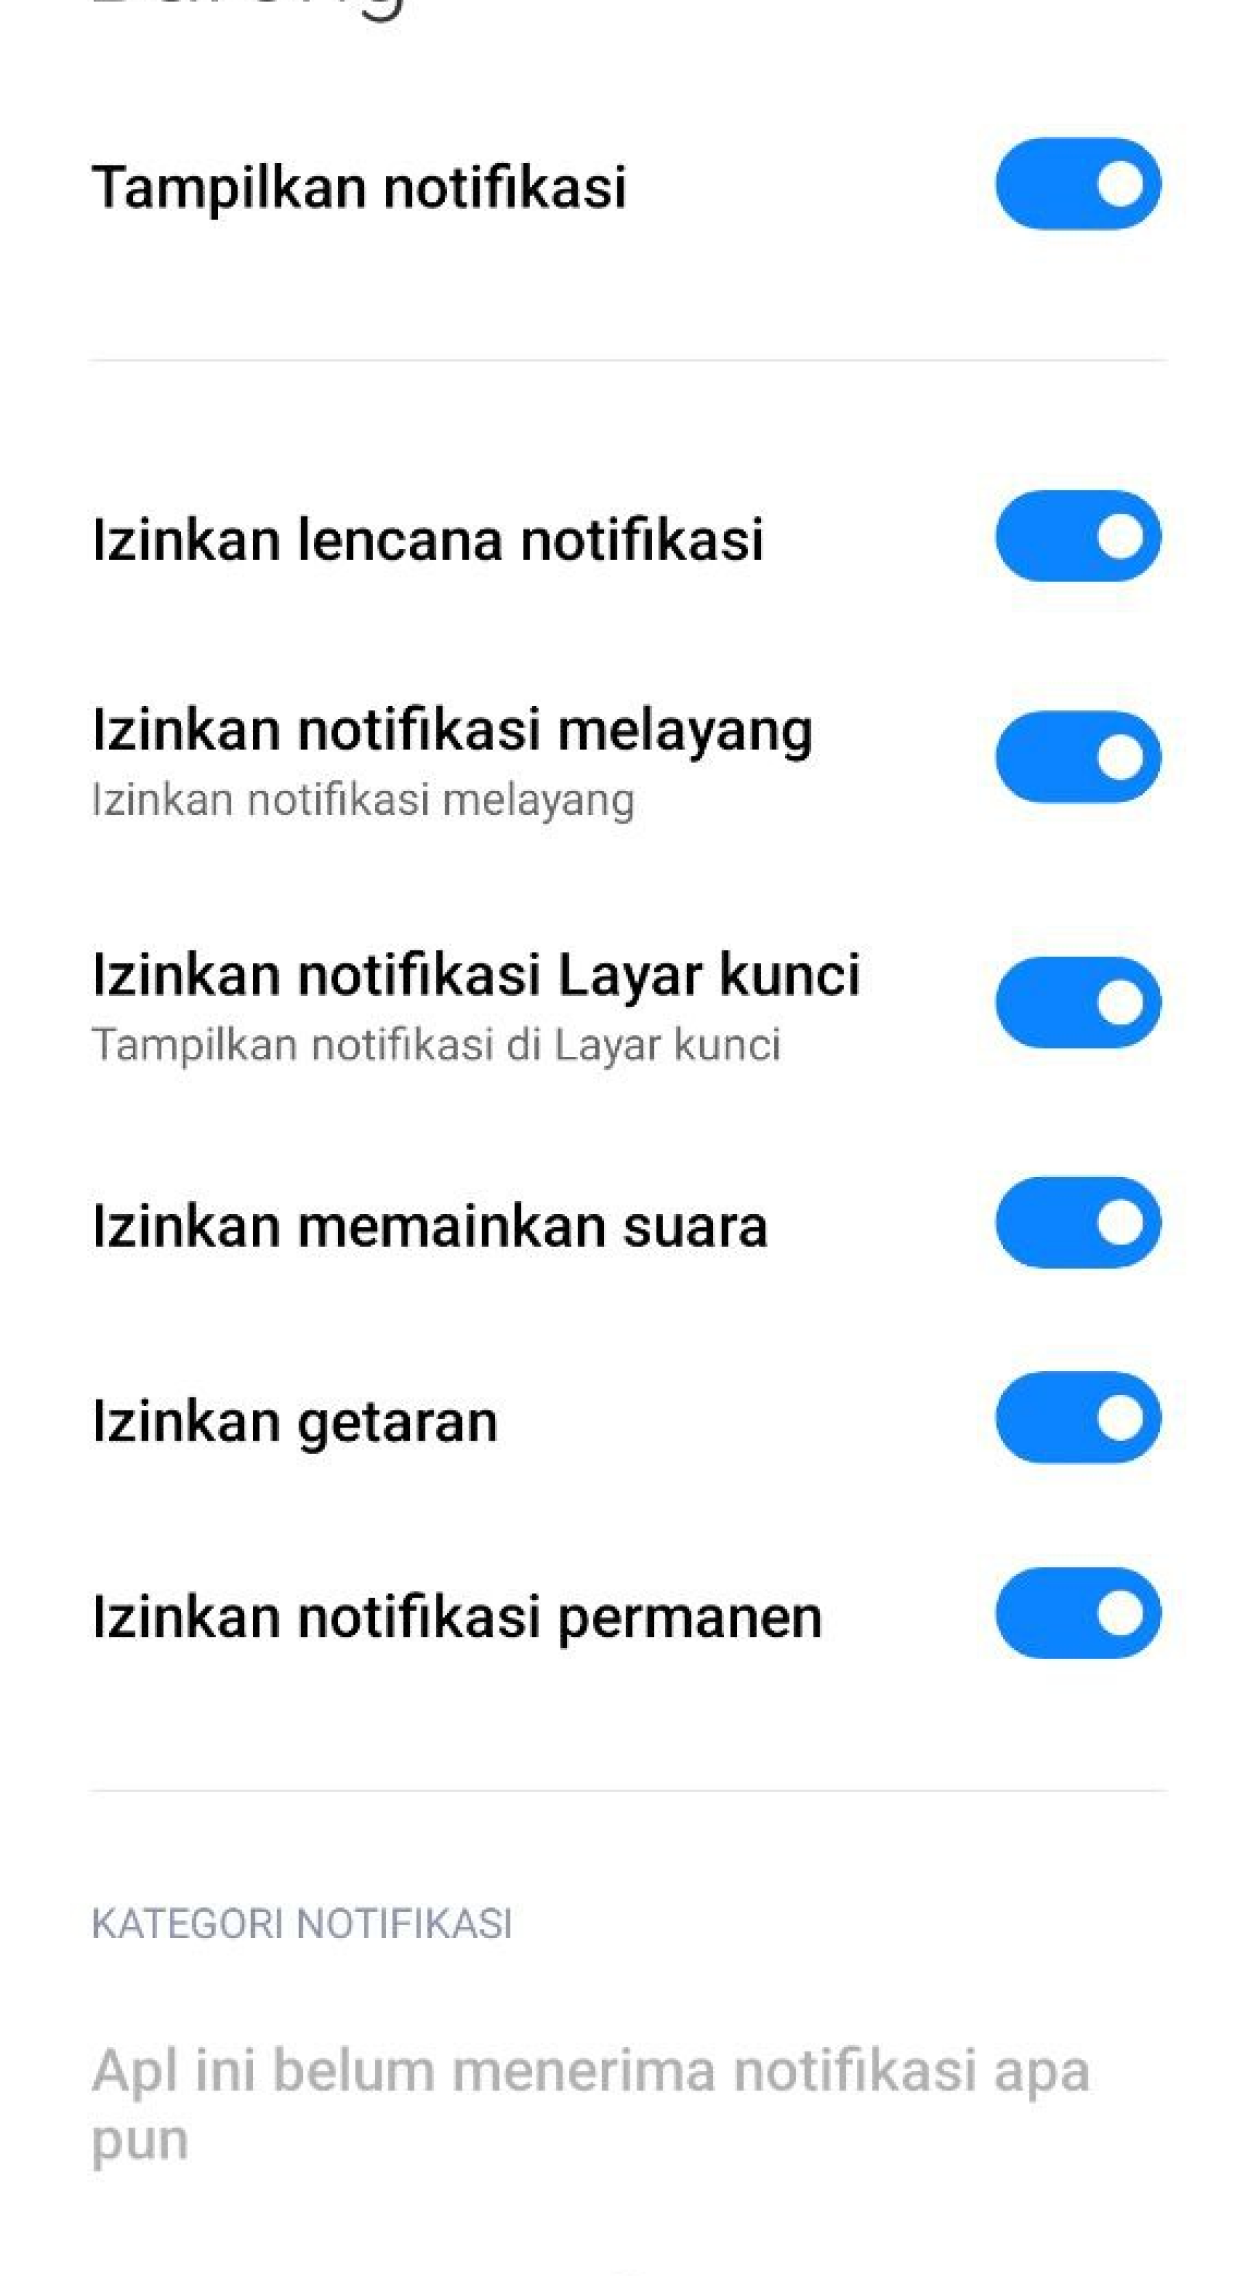 Tampilkan notifikasi
Izinkan lencana notifikasi
Izinkan notifikasi melayang
Izinkan notifikasi melayang
Izinkan notifikasi Layar kunci
Tampilkan notifikasi di Layar kunci
Izinkan memainkan suara
Izinkan getaran
Izinkan notifikasi permanen
KATEGORI NOTIFIKASI
Apl ini belum menerima notifikasi apa
pun